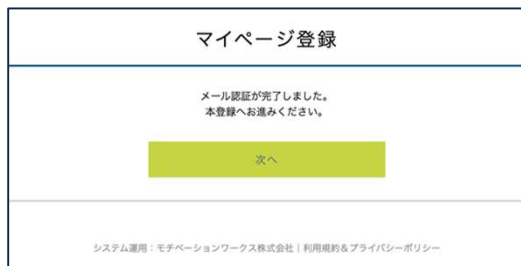 マイページ登録
メール認証が完了しました。
本登録へお進みください。
次へ
システム運用：モチベーションワークス株式会社 | 利用規約&プライバシーポリシー